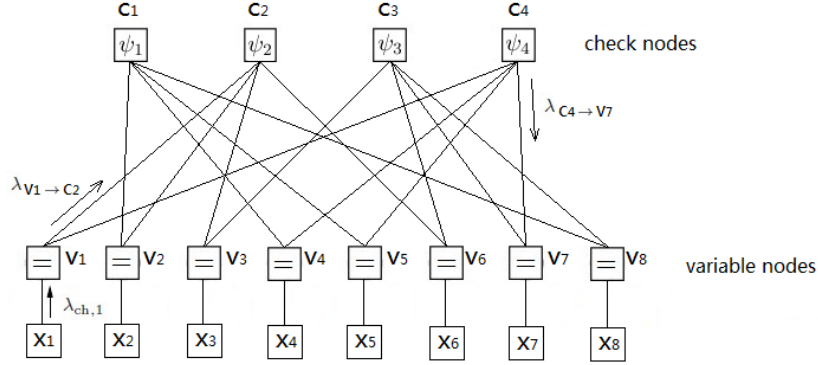 C1 C2 C3 C4
ψ1 ψ2 ψ3 ψ4 check nodes
λC4→V7
λV1→C2
= V1 = V2 = V3 = V4 = V5 = V6 = V7 = V8 variable nodes
λch,1
X1 X2 X3 X4 X5 X6 X7 X8